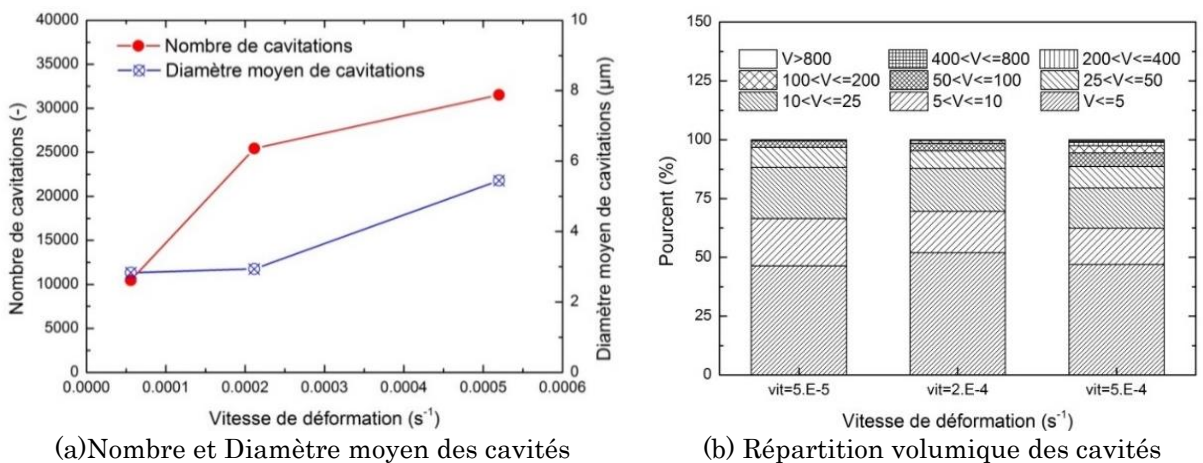 40000
35000
30000
25000
20000
15000
10000
5000
0
Nombre de cavitations (-)
Nombre de cavitations
Diamètre moyen de cavitations
10
8
6
4
2
0
Diamètre moyen de cavitations (µm)
0.0000 0.0001 0.0002 0.0003 0.0004 0.0005 0.0006
Vitesse de déformation (s⁻¹)
(a)Nombre et Diamètre moyen des cavités
150
125
100
75
50
25
0
Pourcent (%)
V>800 400<V<=800 200<V<=400
100<V<=200 50<V<=100 25<V<=50
10<V<=25 5<V<=10 V<=5
vit=5.E-5 vit=2.E-4 vit=5.E-4
Vitesse de déformation (s⁻¹)
(b) Répartition volumique des cavités